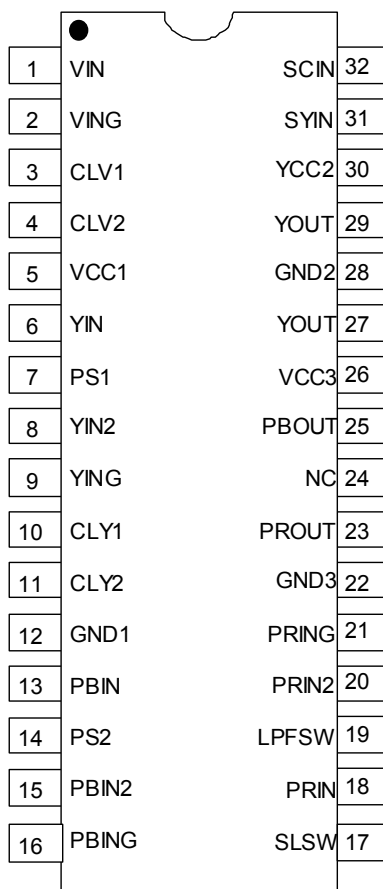 1 VIN SCIN 32
2 VING SYIN 31
3 CLV1 YCC2 30
4 CLV2 YOUT 29
5 VCC1 GND2 28
6 YIN YOUT 27
7 PS1 VCC3 26
8 YIN2 PBOUT 25
9 YING NC 24
10 CLY1 PROUT 23
11 CLY2 GND3 22
12 GND1 PRING 21
13 PBIN PRIN2 20
14 PS2 LPFSW 19
15 PBIN2 PRIN 18
16 PBING SLSW 17